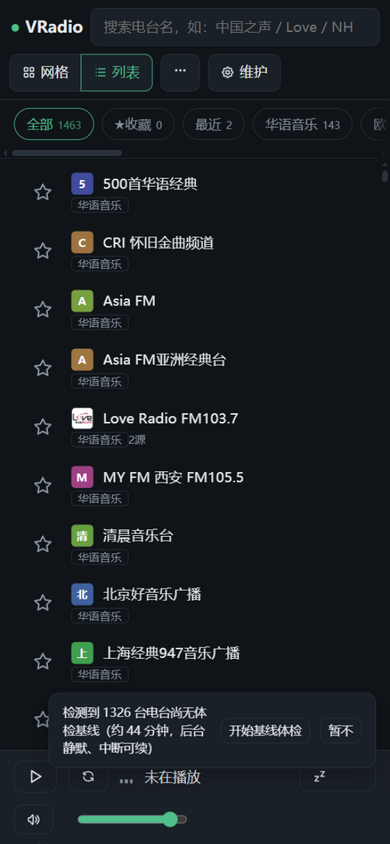 VRadio
搜索电台名，如：中国之声 / Love / NH
网格
列表
···
维护
全部 1463
★收藏 0
最近 2
华语音乐 143
欧
5
500首华语经典
华语音乐
C
CRI 怀旧金曲频道
华语音乐
A
Asia FM
华语音乐
A
Asia FM亚洲经典台
华语音乐
Love
Love Radio FM103.7
华语音乐 2源
M
MY FM 西安 FM105.5
华语音乐
清
清晨音乐台
华语音乐
北
北京好音乐广播
华语音乐
上
上海经典947音乐广播
华语音乐
检测到 1326 台电台尚无体
检基线（约 44 分钟，后台
静默、中断可续）
开始基线体检
暂不
未在播放
zZ